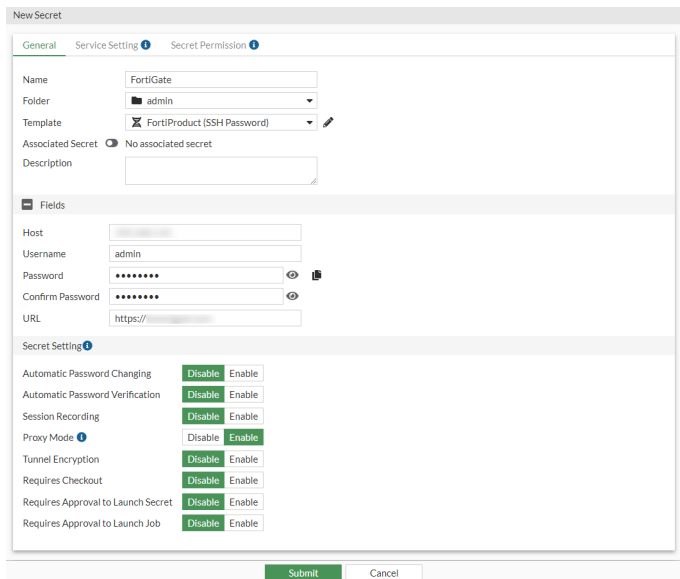 New Secret
General Service Setting Secret Permission
Name FortiGate
Folder admin
Template FortiProduct (SSH Password)
Associated Secret No associated secret
Description
Fields
Host
Username admin
Password ••••••••
Confirm Password ••••••••
URL https://
Secret Setting
Automatic Password Changing Disable Enable
Automatic Password Verification Disable Enable
Session Recording Disable Enable
Proxy Mode Disable Enable
Tunnel Encryption Disable Enable
Requires Checkout Disable Enable
Requires Approval to Launch Secret Disable Enable
Requires Approval to Launch Job Disable Enable
Submit Cancel